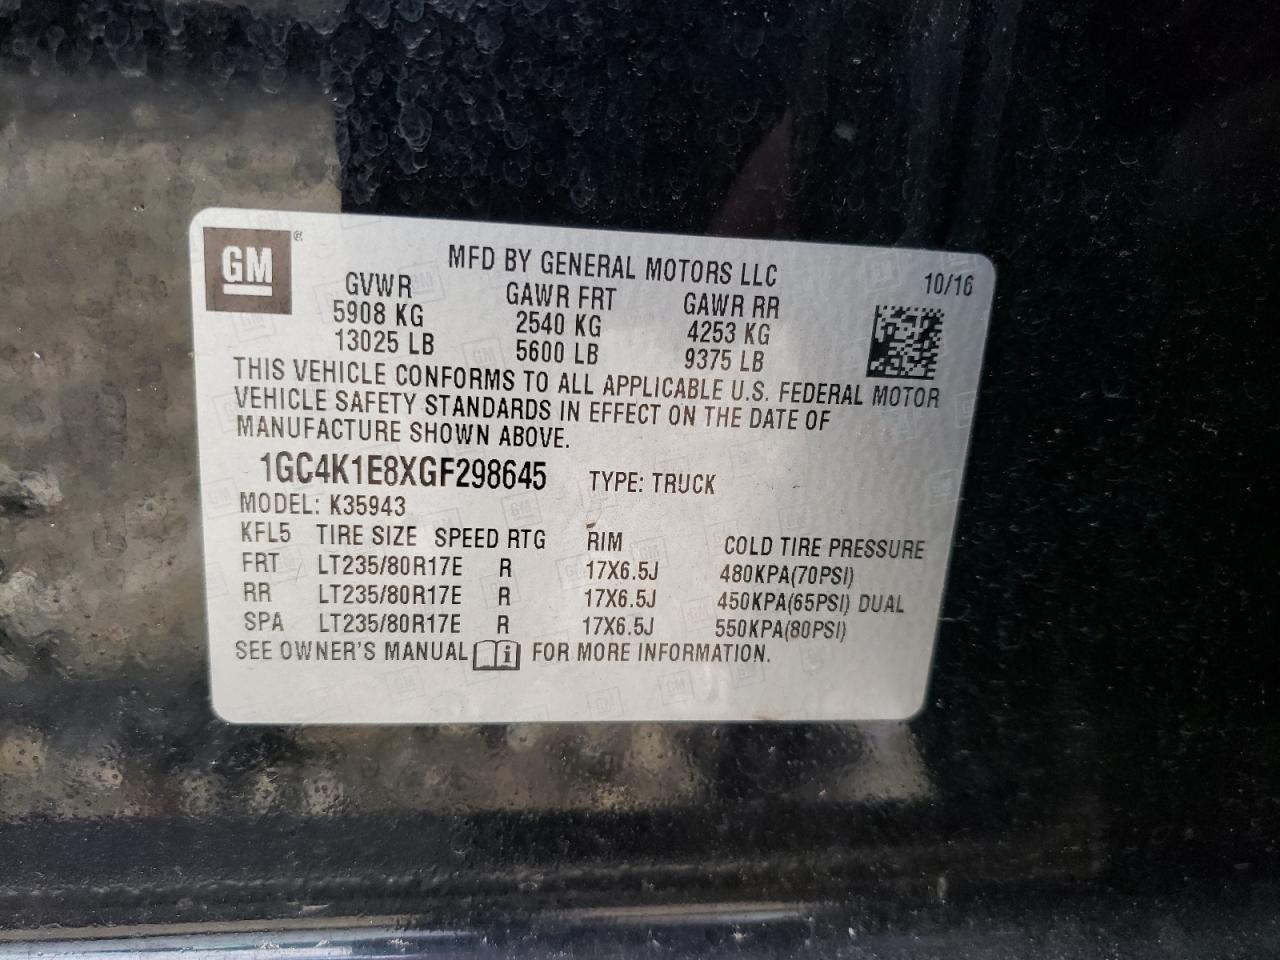 GM ®
MFD BY GENERAL MOTORS LLC 10/16
GVWR GAWR FRT GAWR RR
5908 KG 2540 KG 4253 KG
13025 LB 5600 LB 9375 LB
THIS VEHICLE CONFORMS TO ALL APPLICABLE U.S. FEDERAL MOTOR
VEHICLE SAFETY STANDARDS IN EFFECT ON THE DATE OF
MANUFACTURE SHOWN ABOVE.
1GC4K1E8XGF298645 TYPE: TRUCK
MODEL: K35943
KFL5 TIRE SIZE SPEED RTG RIM COLD TIRE PRESSURE
FRT LT235/80R17E R 17X6.5J 480KPA(70PSI)
RR LT235/80R17E R 17X6.5J 450KPA(65PSI) DUAL
SPA LT235/80R17E R 17X6.5J 550KPA(80PSI)
SEE OWNER'S MANUAL i FOR MORE INFORMATION.